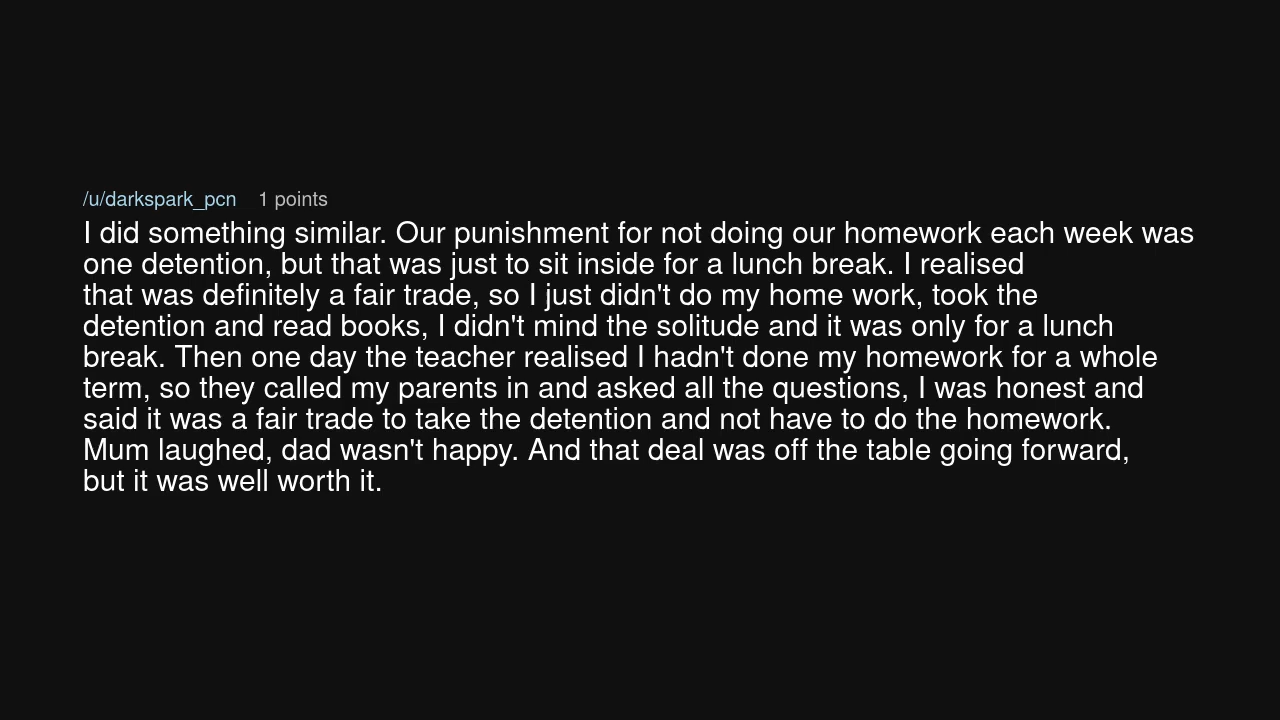 /u/darkspark_pcn 1 points
I did something similar. Our punishment for not doing our homework each week was
one detention, but that was just to sit inside for a lunch break. I realised
that was definitely a fair trade, so I just didn't do my home work, took the
detention and read books, I didn't mind the solitude and it was only for a lunch
break. Then one day the teacher realised I hadn't done my homework for a whole
term, so they called my parents in and asked all the questions, I was honest and
said it was a fair trade to take the detention and not have to do the homework.
Mum laughed, dad wasn't happy. And that deal was off the table going forward,
but it was well worth it.